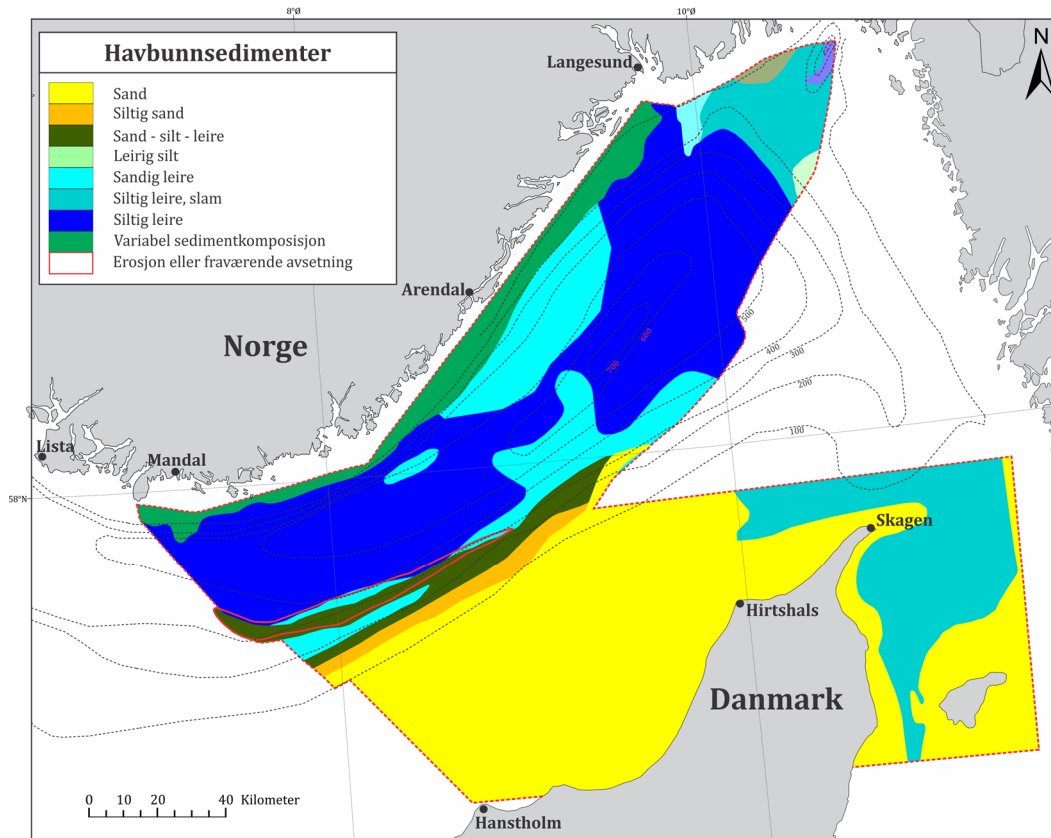 8°0'
10°0'
N
Havbunnsedimenter
Sand
Siltig sand
Sand - silt - leire
Leirig silt
Sandig leire
Siltig leire, slam
Siltig leire
Variabel sedimentkomposisjon
Erosjon eller fraværende avsetning
Langesund
Arendal
Norge
600
700
500
400
300
200
100
Lista
Mandal
58°N
Skagen
Hirtshals
Danmark
0 10 20 40 Kilometer
Hanstholm